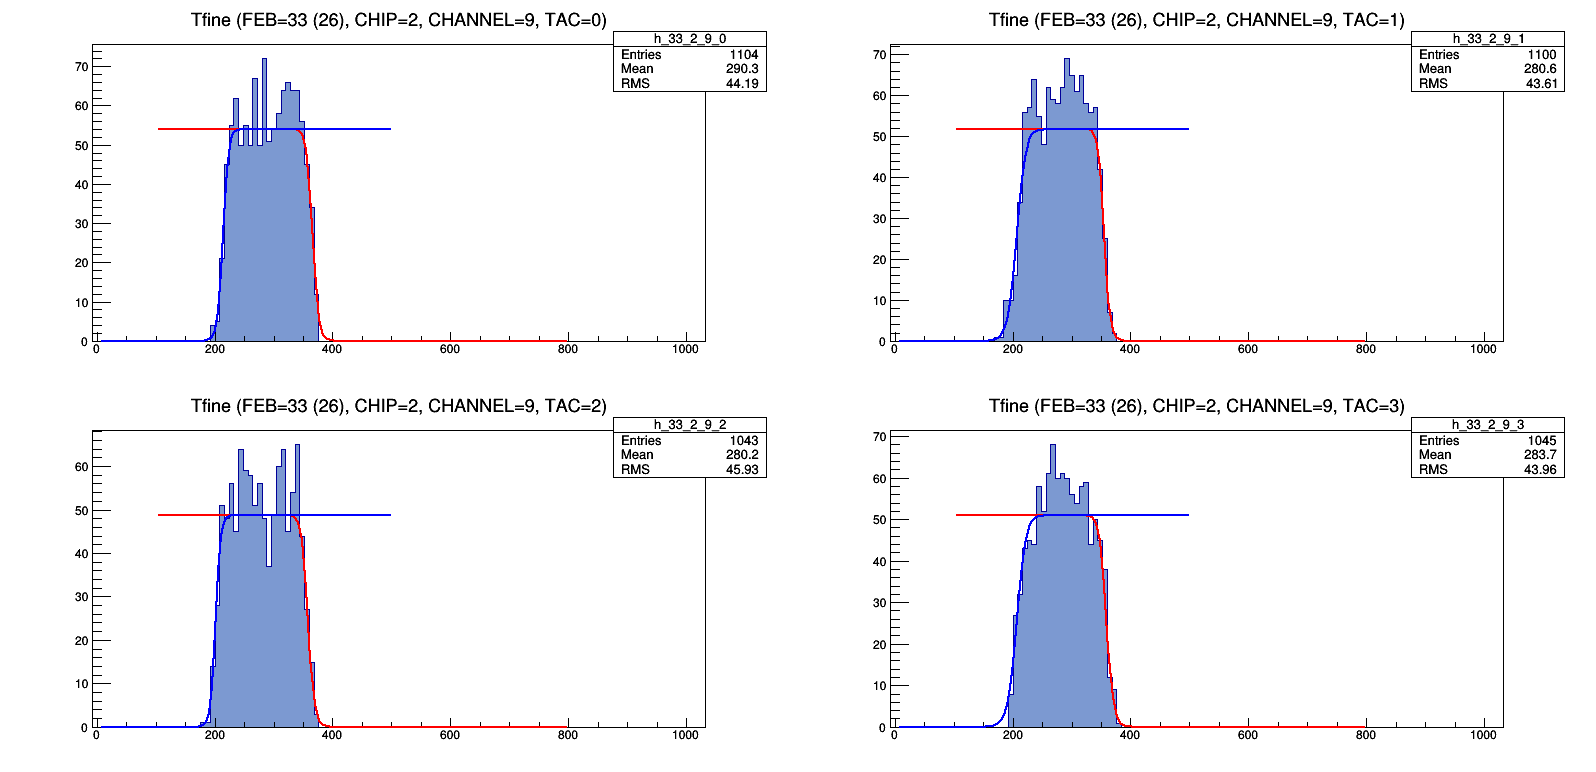 Tfine (FEB=33 (26), CHIP=2, CHANNEL=9, TAC=0)
h_33_2_9_0
Entries 1104
Mean 290.3
RMS 44.19
70
60
50
40
30
20
10
0
0 200 400 600 800 1000
Tfine (FEB=33 (26), CHIP=2, CHANNEL=9, TAC=1)
h_33_2_9_1
Entries 1100
Mean 280.6
RMS 43.61
70
60
50
40
30
20
10
0
0 200 400 600 800 1000
Tfine (FEB=33 (26), CHIP=2, CHANNEL=9, TAC=2)
h_33_2_9_2
Entries 1043
Mean 280.2
RMS 45.93
60
50
40
30
20
10
0
0 200 400 600 800 1000
Tfine (FEB=33 (26), CHIP=2, CHANNEL=9, TAC=3)
h_33_2_9_3
Entries 1045
Mean 283.7
RMS 43.96
70
60
50
40
30
20
10
0
0 200 400 600 800 1000